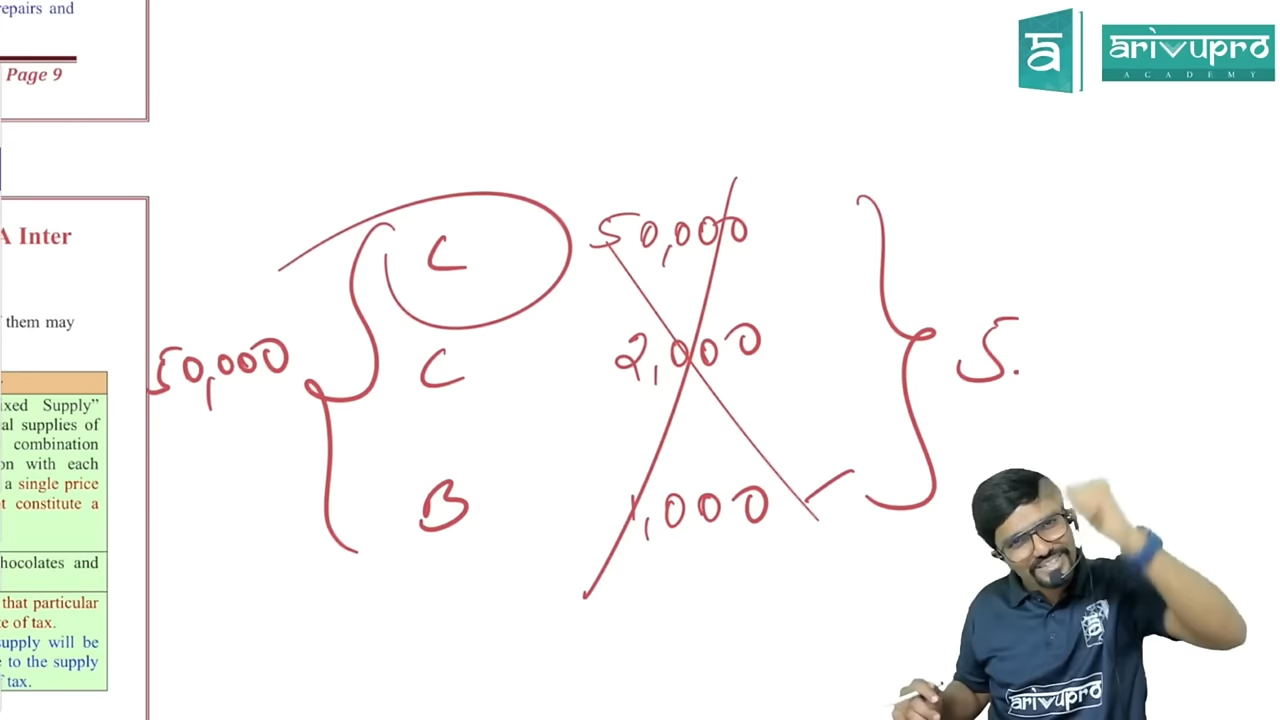 repairs and
Page 9
A Inter
them may
ixed Supply”
al supplies of
combination
on with each
a single price
t constitute a
hocolates and
that particular
te of tax.
supply will be
to the supply
tax.
arivupro
ACADEMY
C 50,000
50,000
C 2,000
S.
B 1,000
arivupro